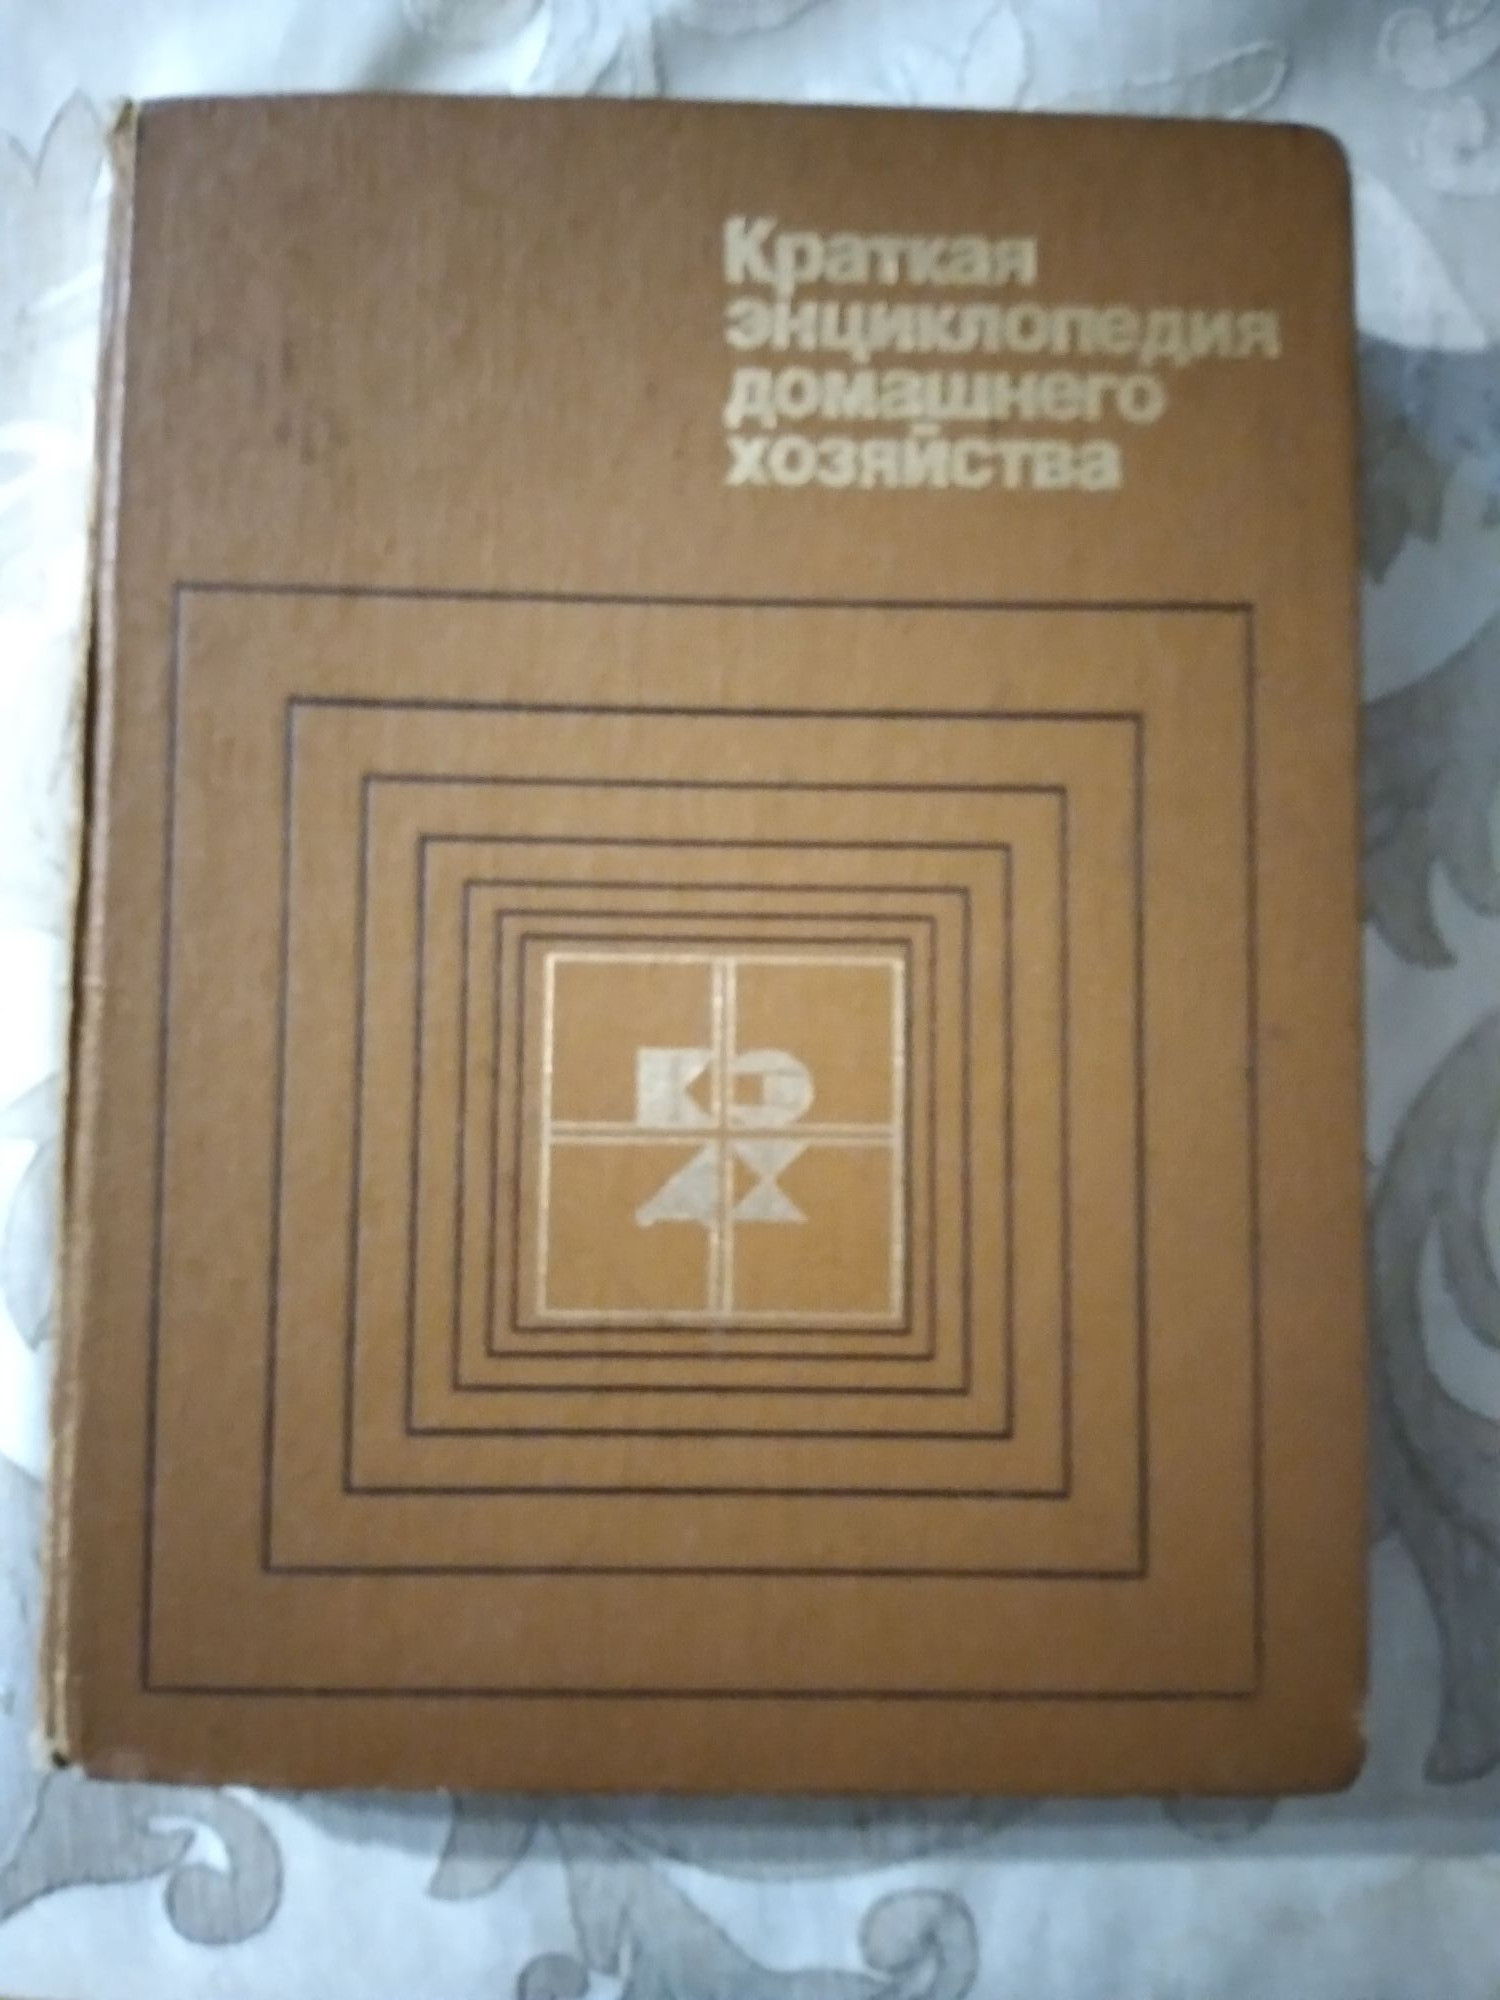 Краткая
энциклопедия
домашнего
хозяйства
КЭ
ДХ